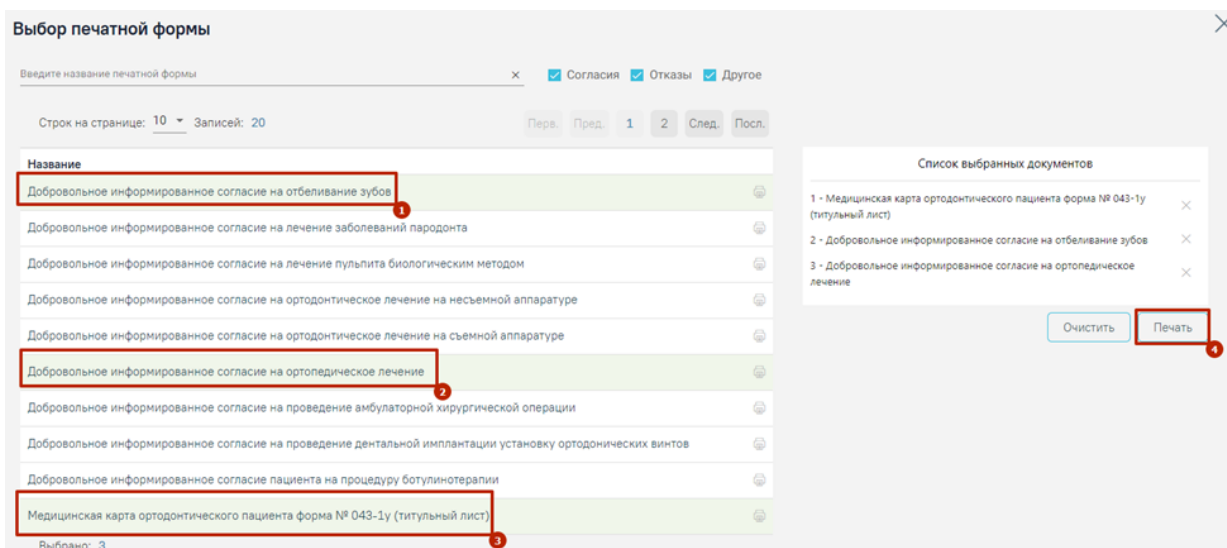 Выбор печатной формы
Введите название печатной формы × Согласия Отказы Другое
Строк на странице: 10 Записей: 20 Перв. Пред. 1 2 След. Посл.
Название
Добровольное информированное согласие на отбеливание зубов
1
Добровольное информированное согласие на лечение заболеваний пародонта
Добровольное информированное согласие на лечение пульпита биологическим методом
Добровольное информированное согласие на ортодонтическое лечение на несъемной аппаратуре
Добровольное информированное согласие на ортодонтическое лечение на съемной аппаратуре
Добровольное информированное согласие на ортопедическое лечение
2
Добровольное информированное согласие на проведение амбулаторной хирургической операции
Добровольное информированное согласие на проведение дентальной имплантации установку ортодонических винтов
Добровольное информированное согласие пациента на процедуру ботулинотерапии
Медицинская карта ортодонтического пациента форма № 043-1у (титульный лист)
3
Выбрано: 3
Список выбранных документов
1 - Медицинская карта ортодонтического пациента форма № 043-1у
(титульный лист)
2 - Добровольное информированное согласие на отбеливание зубов
3 - Добровольное информированное согласие на ортопедическое
лечение
Очистить Печать
4